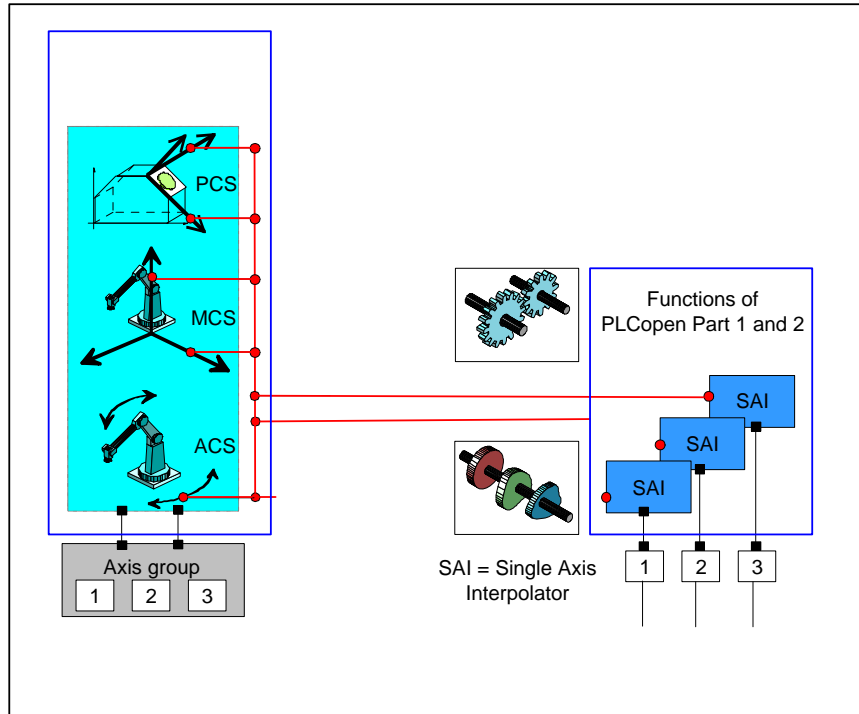 PCS
MCS
ACS
Axis group
1 2 3
Functions of
PLCopen Part 1 and 2
SAI
SAI
SAI
SAI = Single Axis
Interpolator
1 2 3